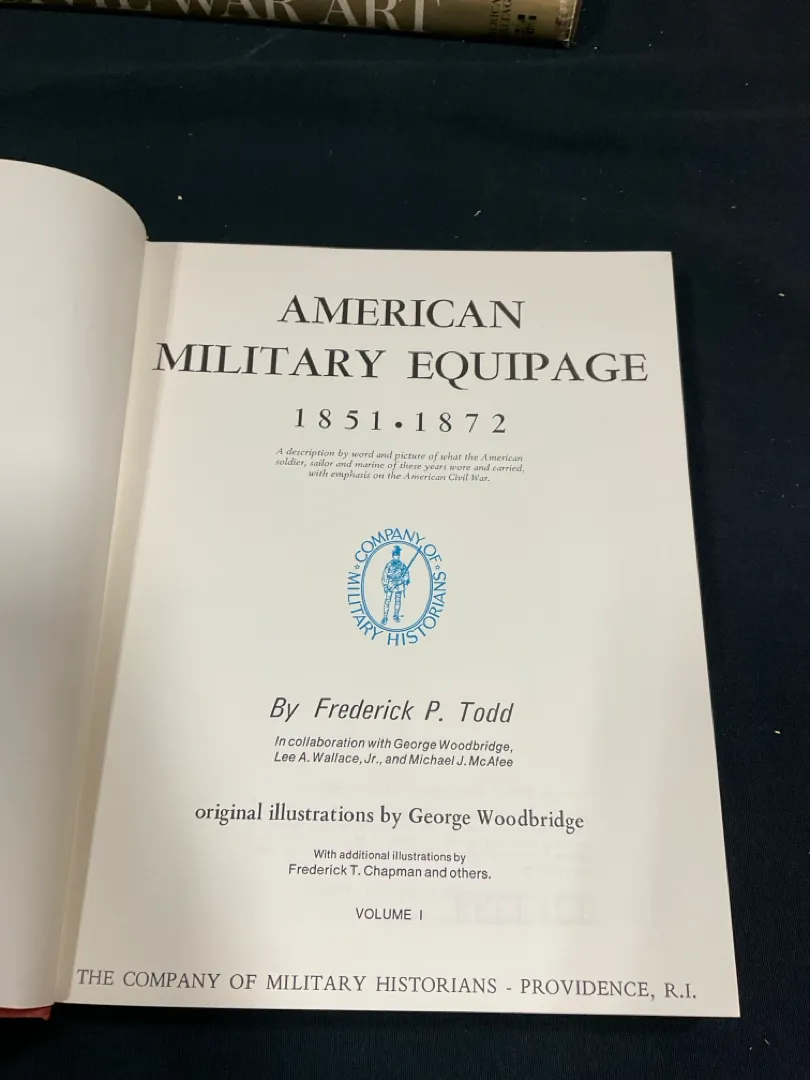 CIVIL WAR ART
AMERICAN
MILITARY EQUIPAGE
1851 • 1872
A description by word and picture of what the American
soldier, sailor and marine of these years wore and carried,
with emphasis on the American Civil War.
COMPANY OF
MILITARY HISTORIANS
By Frederick P. Todd
In collaboration with George Woodbridge,
Lee A. Wallace, Jr., and Michael J. McAfee
original illustrations by George Woodbridge
With additional illustrations by
Frederick T. Chapman and others.
VOLUME I
THE COMPANY OF MILITARY HISTORIANS - PROVIDENCE, R.I.